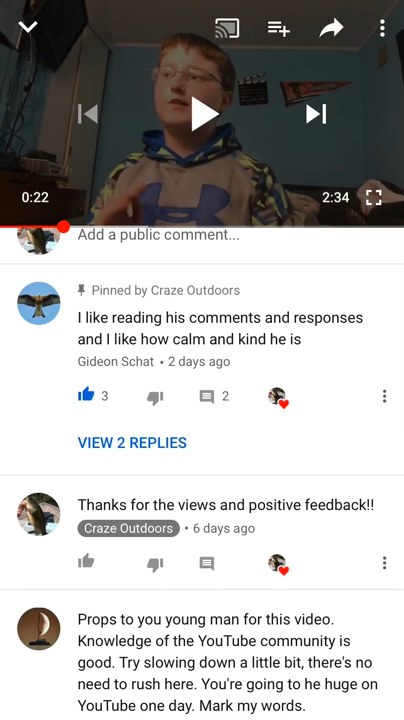 0:22
2:34
Add a public comment...
Pinned by Craze Outdoors
I like reading his comments and responses
and I like how calm and kind he is
Gideon Schat • 2 days ago
3
2
VIEW 2 REPLIES
Thanks for the views and positive feedback!!
Craze Outdoors • 6 days ago
Props to you young man for this video.
Knowledge of the YouTube community is
good. Try slowing down a little bit, there's no
need to rush here. You're going to he huge on
YouTube one day. Mark my words.